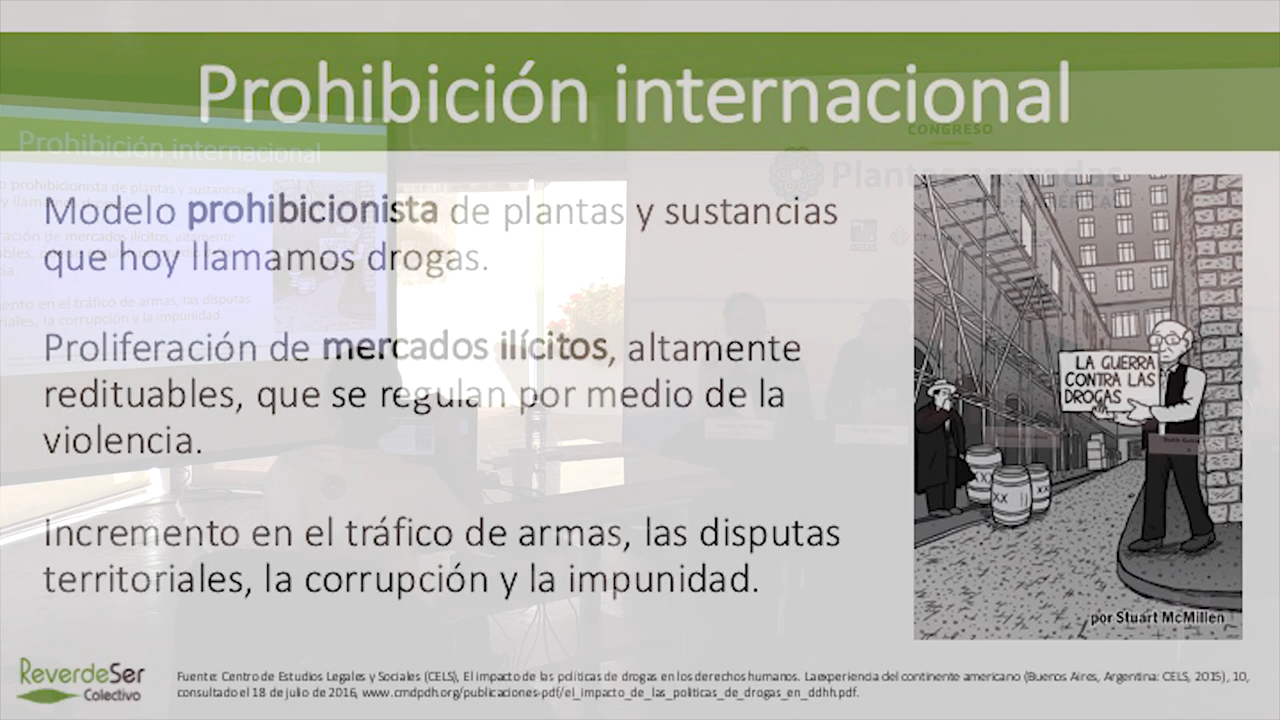 Prohibición internacional
CONGRESO
Prohibición internacional
Modelo prohibicionista de plantas y sustancias
que hoy llamamos drogas.
Proliferación de mercados ilícitos, altamente
redituables, que se regulan por medio de la
violencia.
Incremento en el tráfico de armas, las disputas
territoriales, la corrupción y la impunidad.
LA GUERRA
CONTRA LAS
DROGAS
XX
por Stuart McMillen
ReverdeSer
Colectivo
Fuente: Centro de Estudios Legales y Sociales (CELS), El impacto de las políticas de drogas en los derechos humanos. La experiencia del continente americano (Buenos Aires, Argentina: CELS, 2015), 10,
consultado el 18 de julio de 2016, www.cmdpdh.org/publicaciones-pdf/el_impacto_de_las_politicas_de_drogas_en_ddhh.pdf.